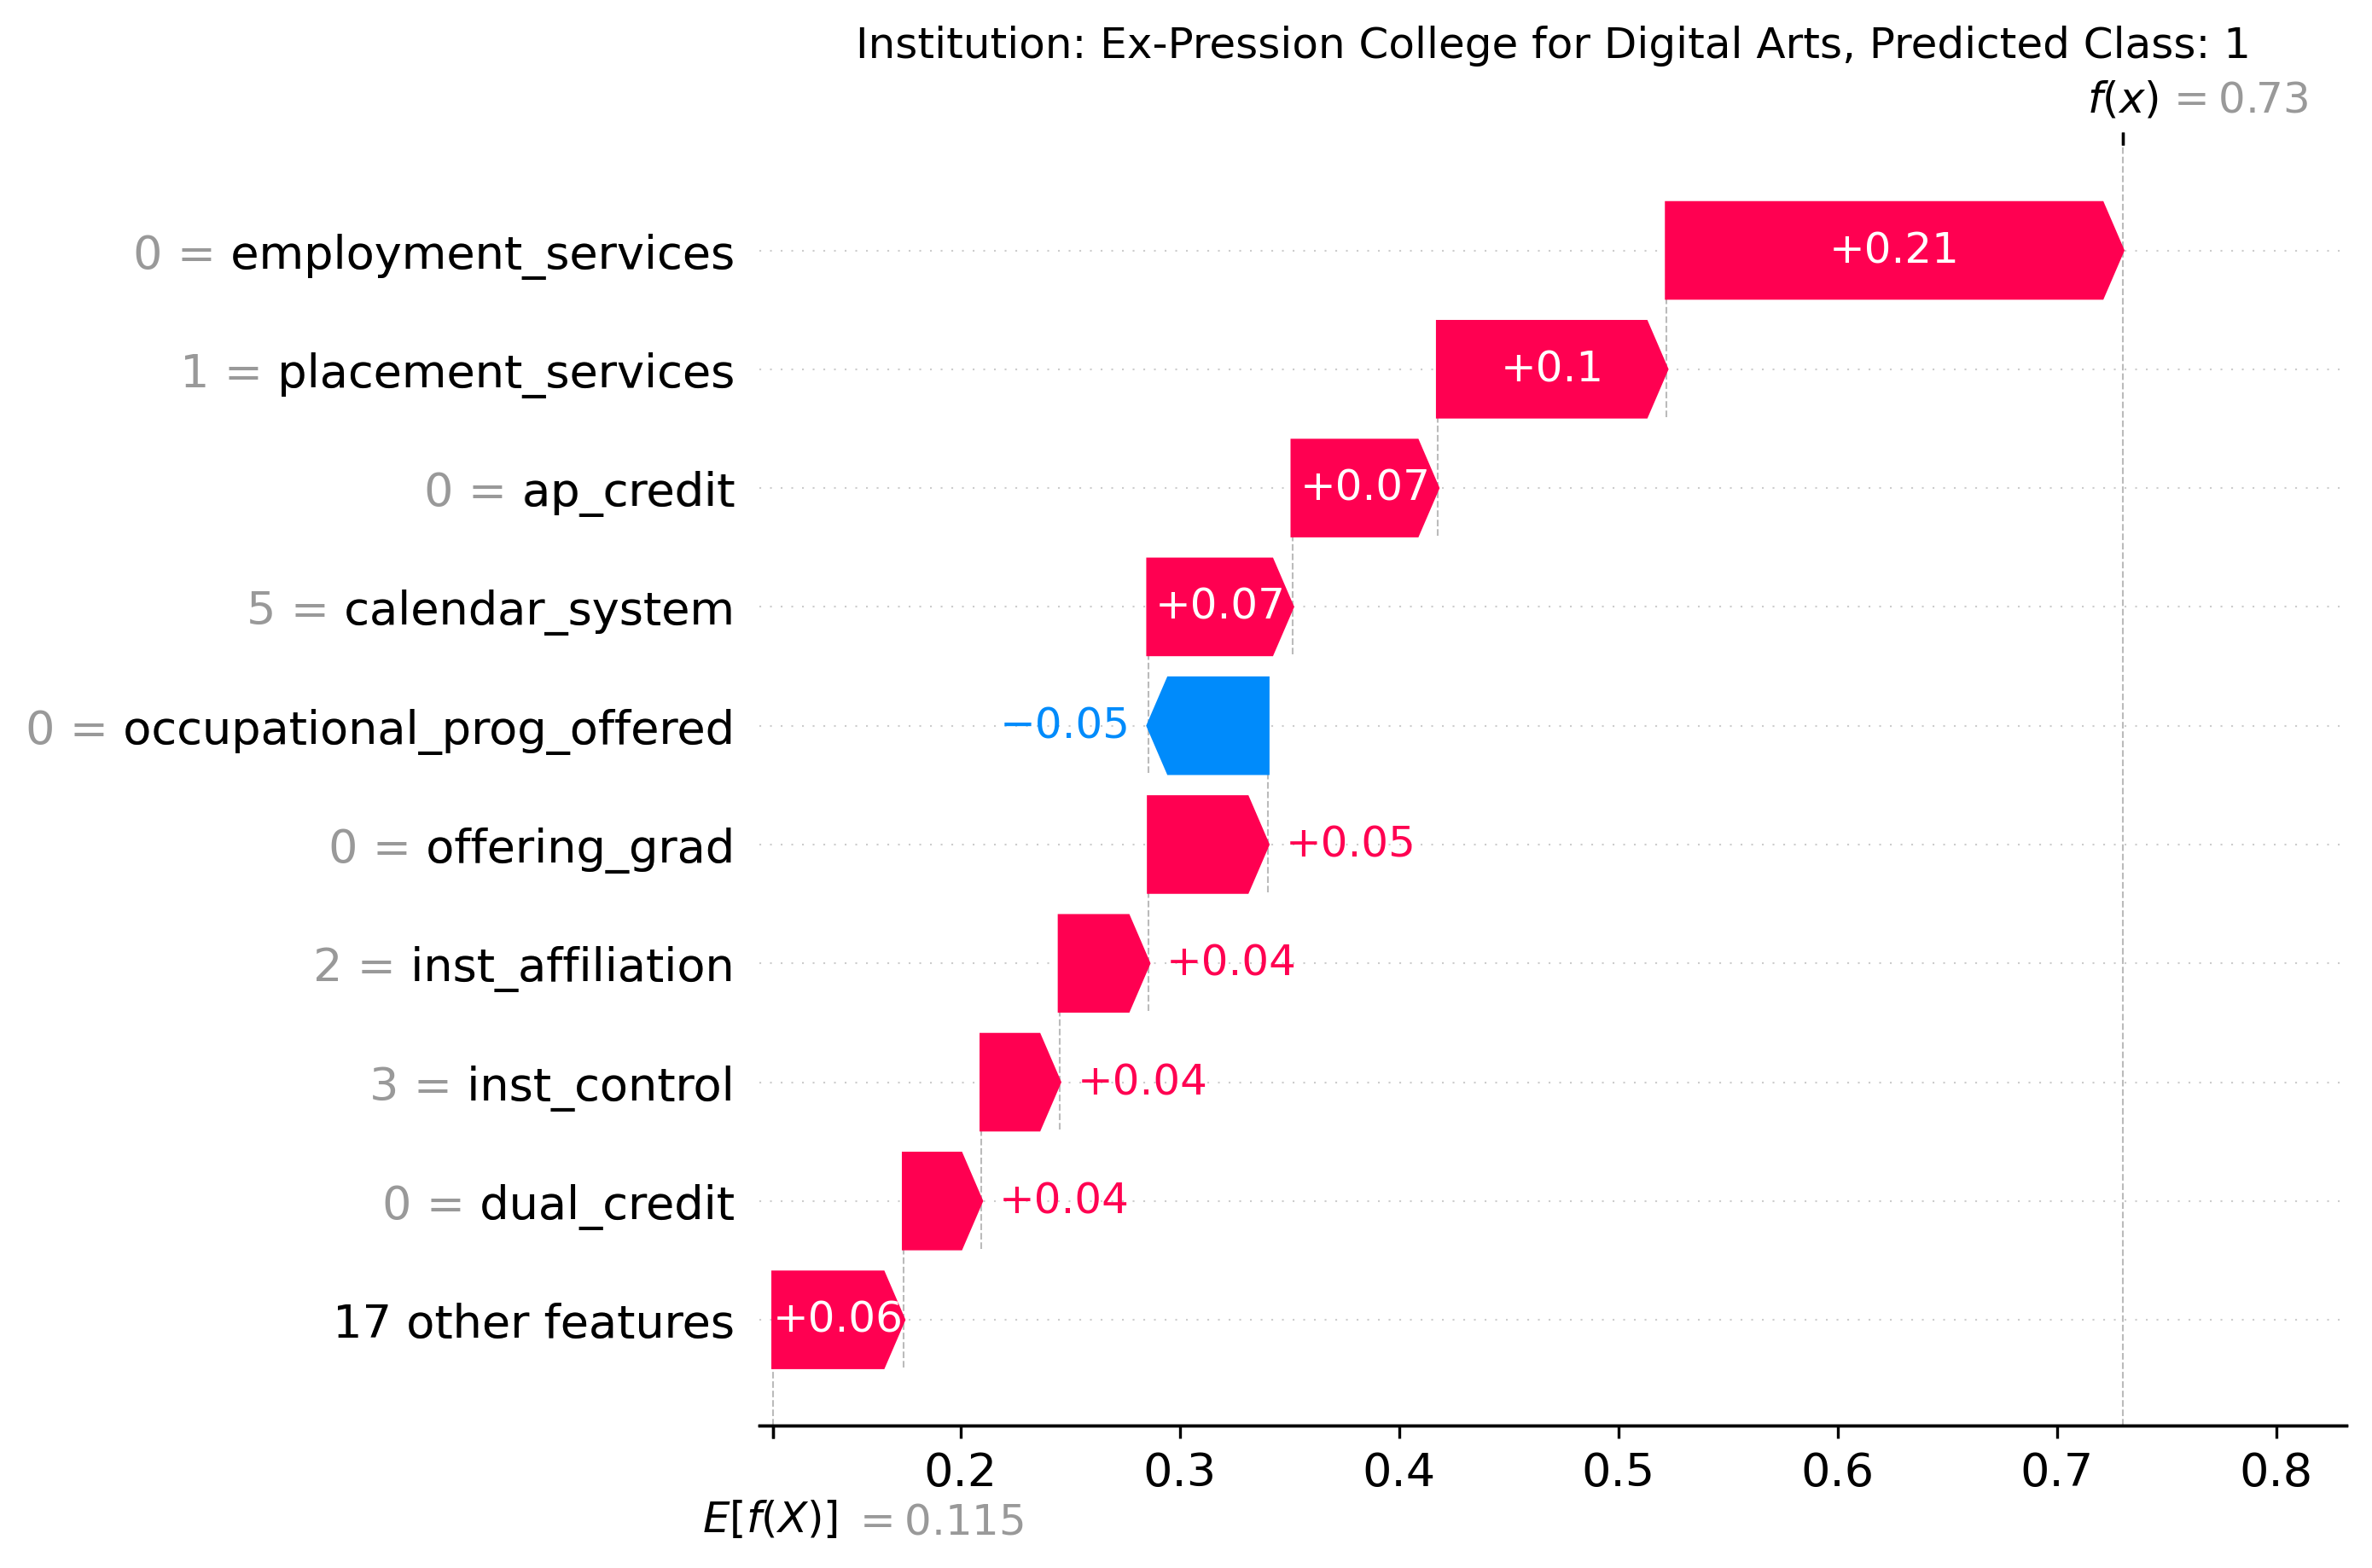 Institution: Ex-Pression College for Digital Arts, Predicted Class: 1
f(x) = 0.73
0 = employment_services +0.21
1 = placement_services +0.1
0 = ap_credit +0.07
5 = calendar_system +0.07
0 = occupational_prog_offered −0.05
0 = offering_grad +0.05
2 = inst_affiliation +0.04
3 = inst_control +0.04
0 = dual_credit +0.04
17 other features +0.06
0.2 0.3 0.4 0.5 0.6 0.7 0.8
E[f(X)] = 0.115